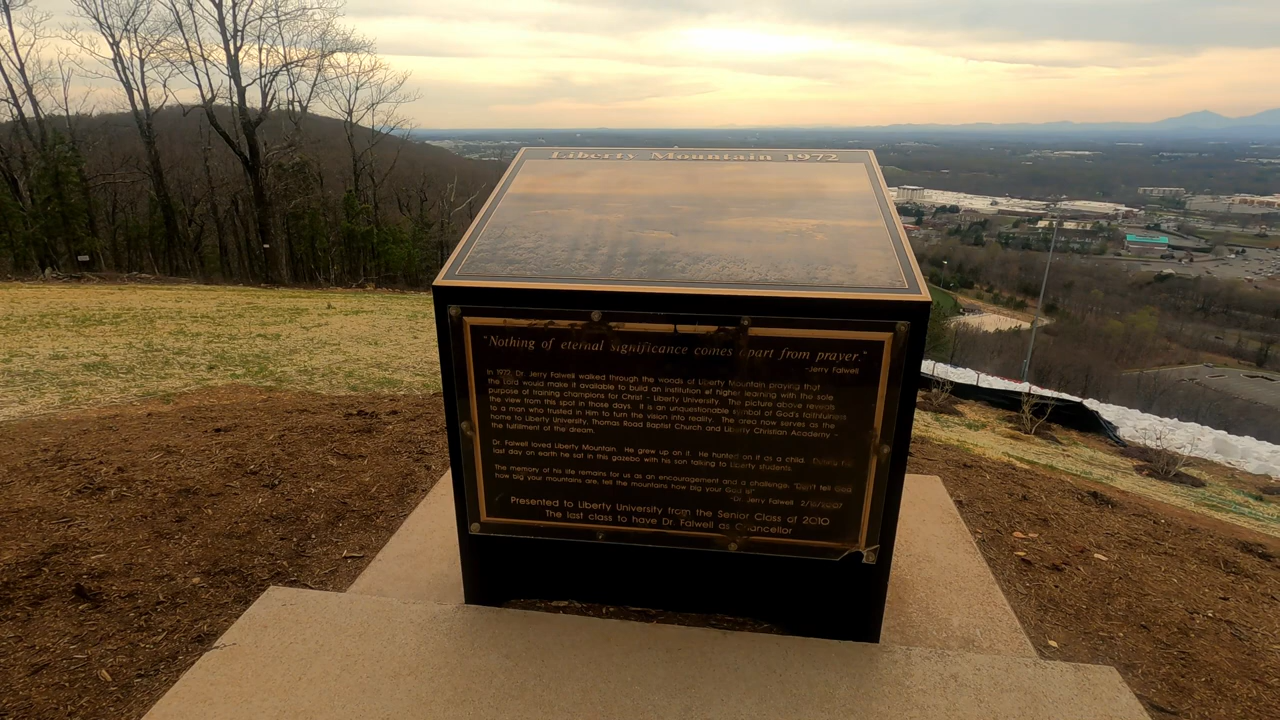 Liberty Mountain 1972
"Nothing of eternal significance comes apart from prayer."
-Jerry Falwell
In 1972, Dr. Jerry Falwell walked through the woods of Liberty Mountain praying that
the Lord would make it available to build an institution of higher learning with the sole
purpose of training champions for Christ - Liberty University. The picture above reveals
the view from this spot in those days. It is an unquestionable symbol of God's faithfulness
to a man who trusted in Him to turn the vision into reality. The area now serves as the
home to Liberty University, Thomas Road Baptist Church and Liberty Christian Academy -
the fulfillment of the dream.
Dr. Falwell loved Liberty Mountain. He grew up on it. He hunted on it as a child. During his
last day on earth he sat in this gazebo with his son talking to Liberty students.
The memory of his life remains for us as an encouragement and a challenge. "Don't tell God
how big your mountains are, tell the mountains how big your God is!"
-Dr. Jerry Falwell
Presented to Liberty University from the Senior Class of 2010
The last class to have Dr. Falwell as Chancellor